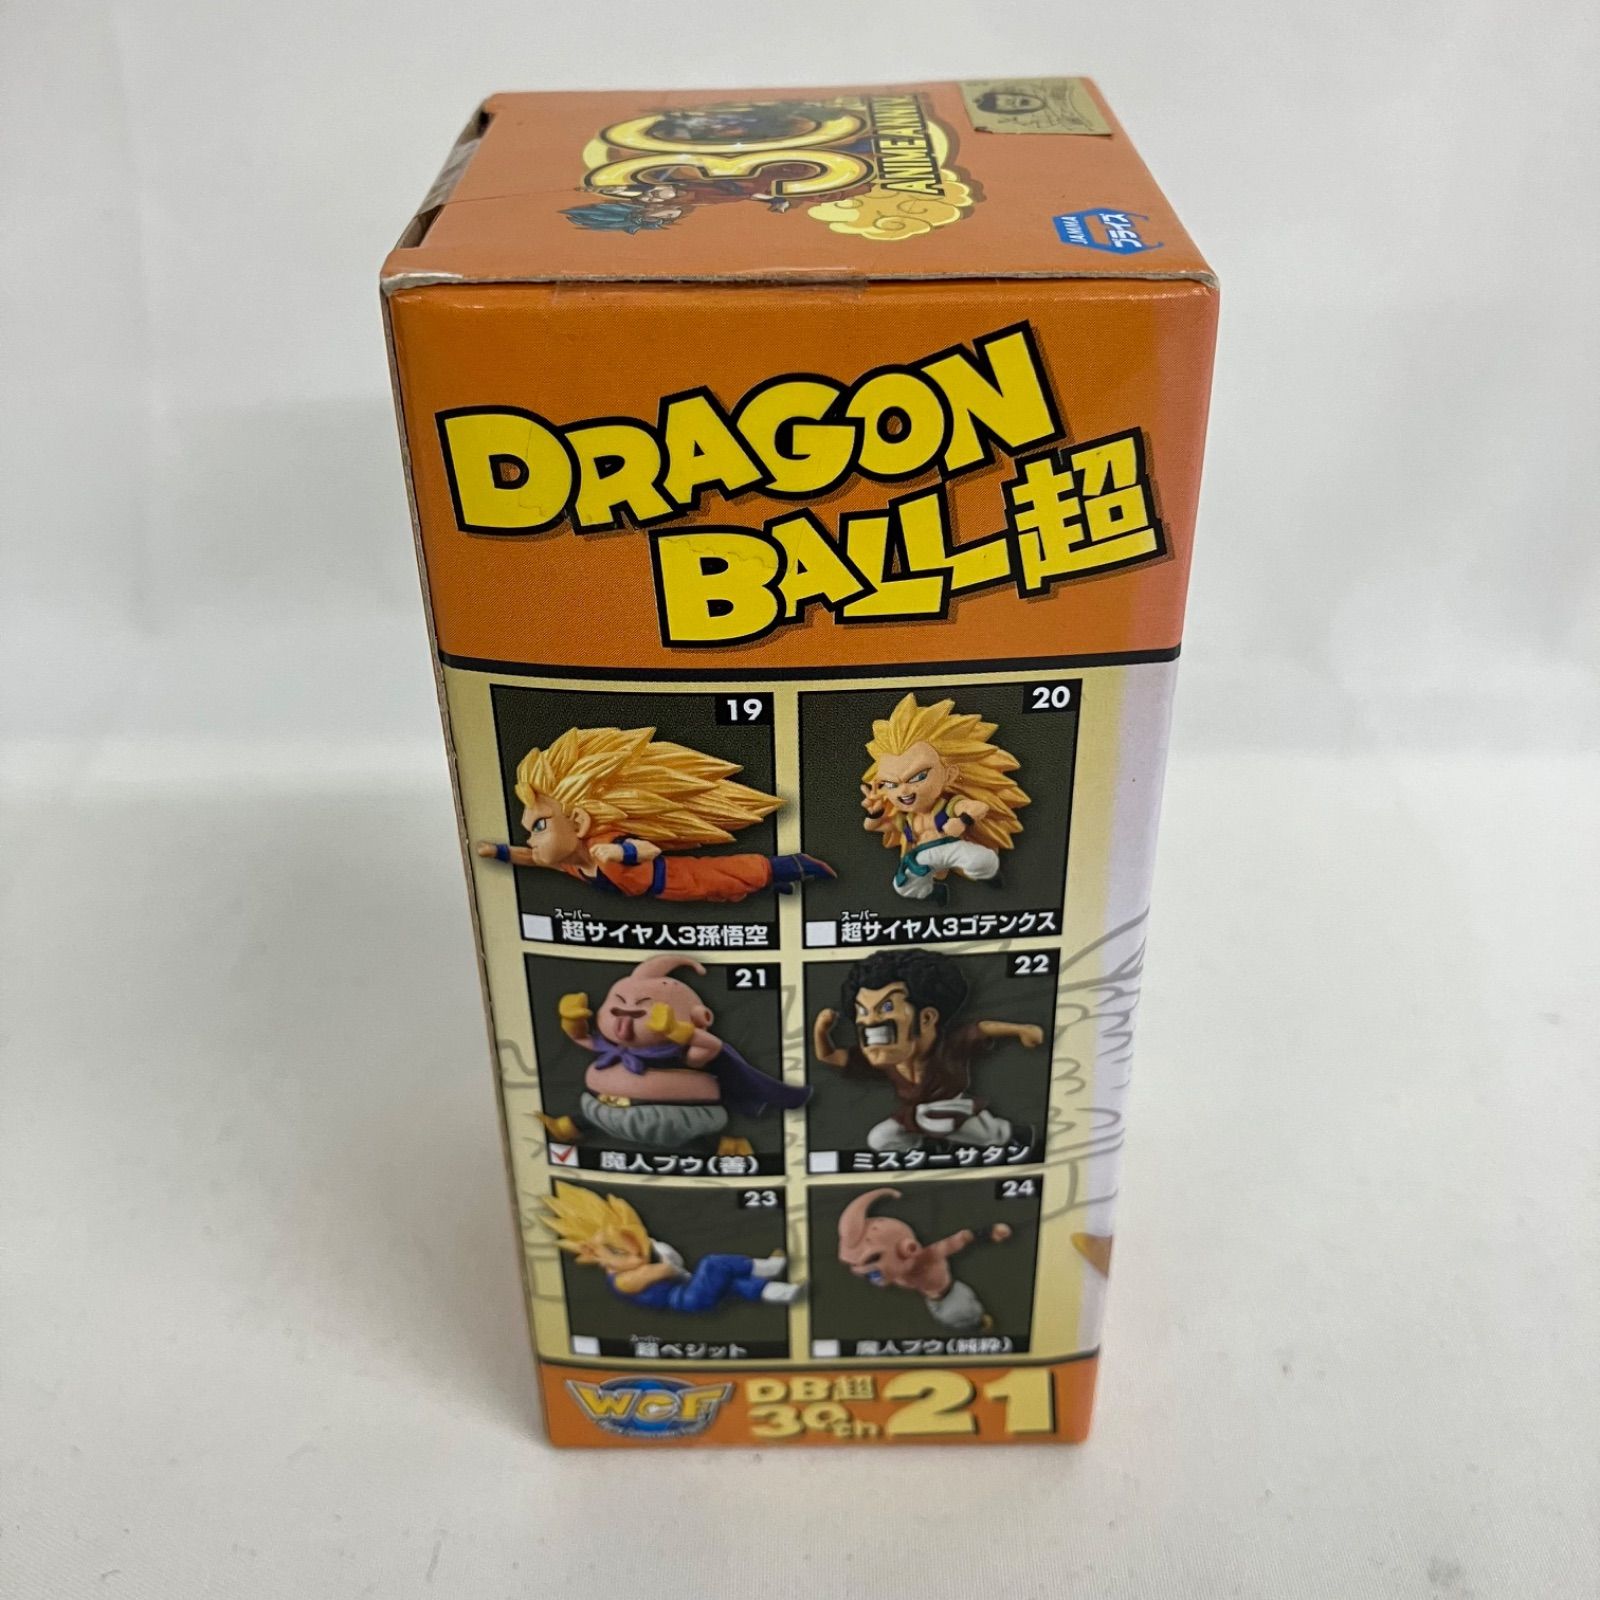 30
ANIME ANNIV.
JAMMA
プライズ
DRAGON
BALL超
19
20
スーパー
超サイヤ人3孫悟空
スーパー
超サイヤ人3ゴテンクス
21
22
魔人ブウ(善)
ミスターサタン
23
24
スーパー
超ベジット
魔人ブウ(純粋)
WCF
DB超
30th 21